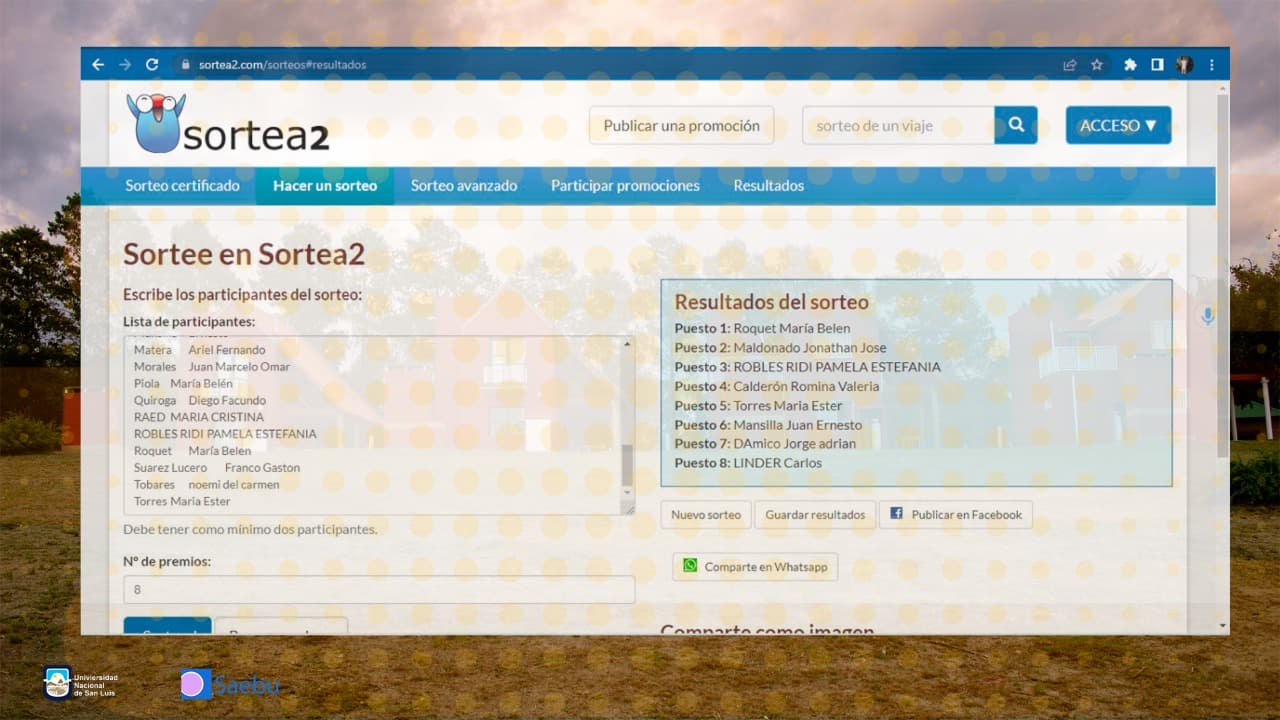 sortea2.com/sorteos#resultados
sortea2
Publicar una promoción
sorteo de un viaje
ACCESO ▼
Sorteo certificado
Hacer un sorteo
Sorteo avanzado
Participar promociones
Resultados
Sortee en Sortea2
Escribe los participantes del sorteo:
Lista de participantes:
Matera Ariel Fernando
Morales Juan Marcelo Omar
Piola María Belén
Quiroga Diego Facundo
RAED MARIA CRISTINA
ROBLES RIDI PAMELA ESTEFANIA
Roquet María Belen
Suarez Lucero Franco Gaston
Tobares noemi del carmen
Torres Maria Ester
Debe tener como mínimo dos participantes.
Nº de premios:
8
Resultados del sorteo
Puesto 1: Roquet María Belen
Puesto 2: Maldonado Jonathan Jose
Puesto 3: ROBLES RIDI PAMELA ESTEFANIA
Puesto 4: Calderón Romina Valeria
Puesto 5: Torres Maria Ester
Puesto 6: Mansilla Juan Ernesto
Puesto 7: DAmico Jorge adrian
Puesto 8: LINDER Carlos
Nuevo sorteo
Guardar resultados
Publicar en Facebook
Comparte en Whatsapp
Comparte como imagen
Universidad
Nacional
de San Luis
Saebu